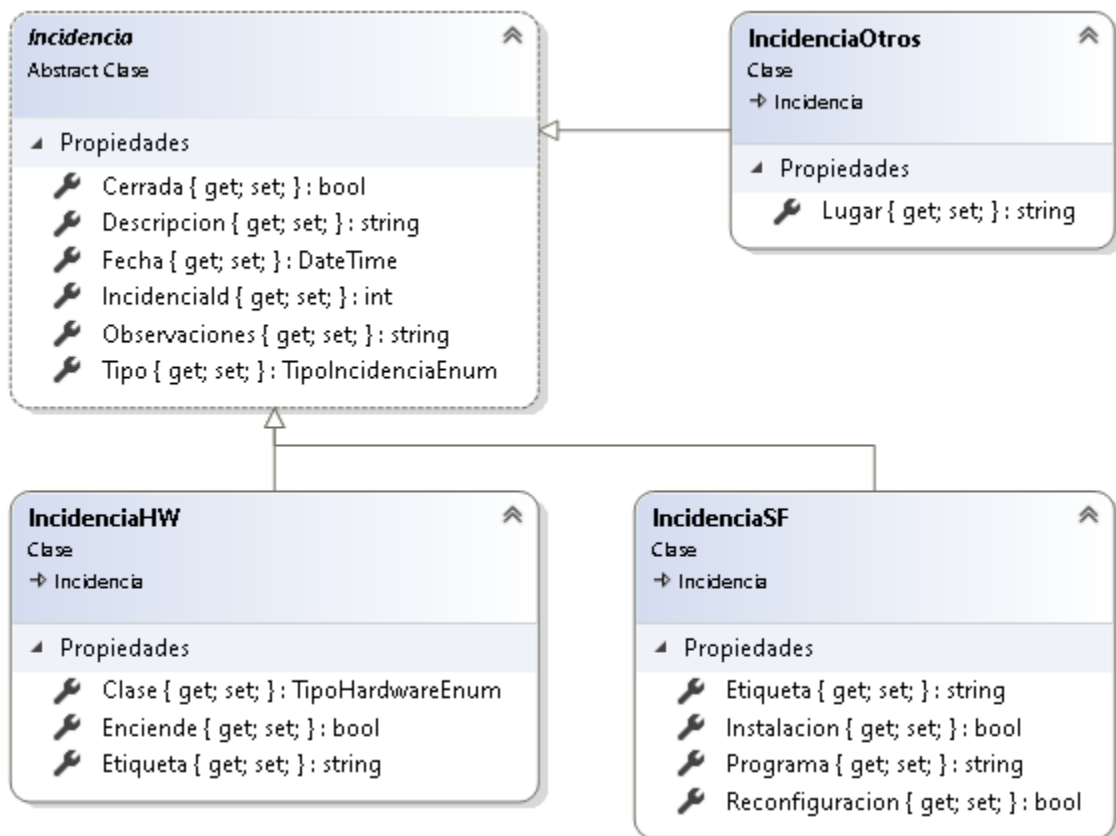 Incidencia
Abstract Clase
Propiedades
Cerrada { get; set; } : bool
Descripcion { get; set; } : string
Fecha { get; set; } : DateTime
IncidenciaId { get; set; } : int
Observaciones { get; set; } : string
Tipo { get; set; } : TipoIncidenciaEnum
IncidenciaOtros
Clase
Incidencia
Propiedades
Lugar { get; set; } : string
IncidenciaHW
Clase
Incidencia
Propiedades
Clase { get; set; } : TipoHardwareEnum
Enciende { get; set; } : bool
Etiqueta { get; set; } : string
IncidenciaSF
Clase
Incidencia
Propiedades
Etiqueta { get; set; } : string
Instalacion { get; set; } : bool
Programa { get; set; } : string
Reconfiguracion { get; set; } : bool